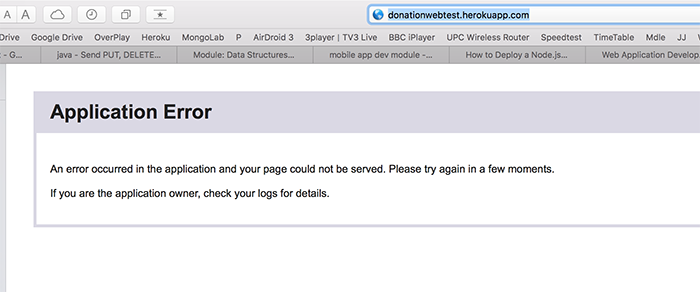 A A donationwebtest.herokuapp.com
Drive Google Drive OverPlay Heroku MongoLab P AirDroid 3 3player | TV3 Live BBC iPlayer UPC Wireless Router Speedtest TimeTable Mdle JJ
- G... java - Send PUT, DELETE... Module: Data Structures... mobile app dev module -... How to Deploy a Node.js... Web Application Develop
Application Error
An error occurred in the application and your page could not be served. Please try again in a few moments.
If you are the application owner, check your logs for details.